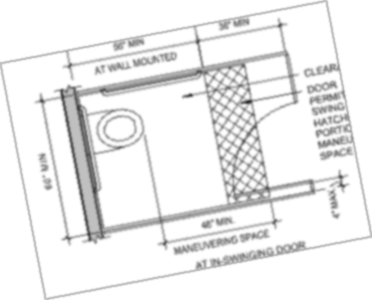 56" MIN
36" MIN
AT WALL MOUNTED
CLEAR
DOOR
PERMIT
SWING
HATCH
PORTIO
MANEU
SPACE
60" MIN
48" MIN.
4" MAX
MANEUVERING SPACE
AT IN-SWINGING DOOR